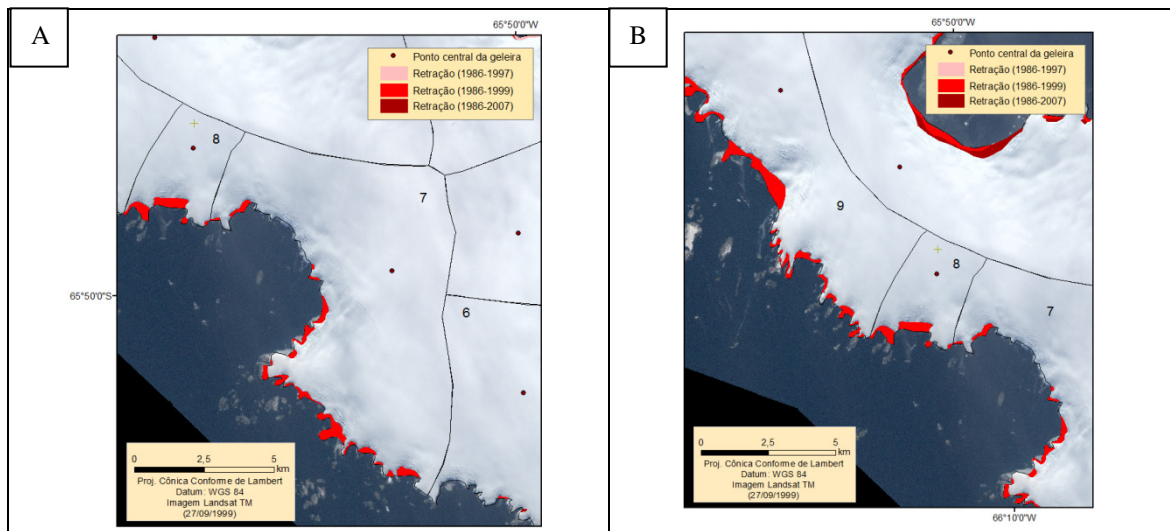 A
65°50'0"W
Ponto central da geleira
Retração (1986-1997)
Retração (1986-1999)
Retração (1986-2007)
8
7
65°50'0"S
6
0 2,5 5
km
Proj. Cônica Conforme de Lambert
Datum: WGS 84
Imagem Landsat TM
(27/09/1999)
B
65°50'0"W
Ponto central da geleira
Retração (1986-1997)
Retração (1986-1999)
Retração (1986-2007)
9
8
7
0 2,5 5
km
Proj. Cônica Conforme de Lambert
Datum: WGS 84
Imagem Landsat TM
(27/09/1999)
66°10'0"W